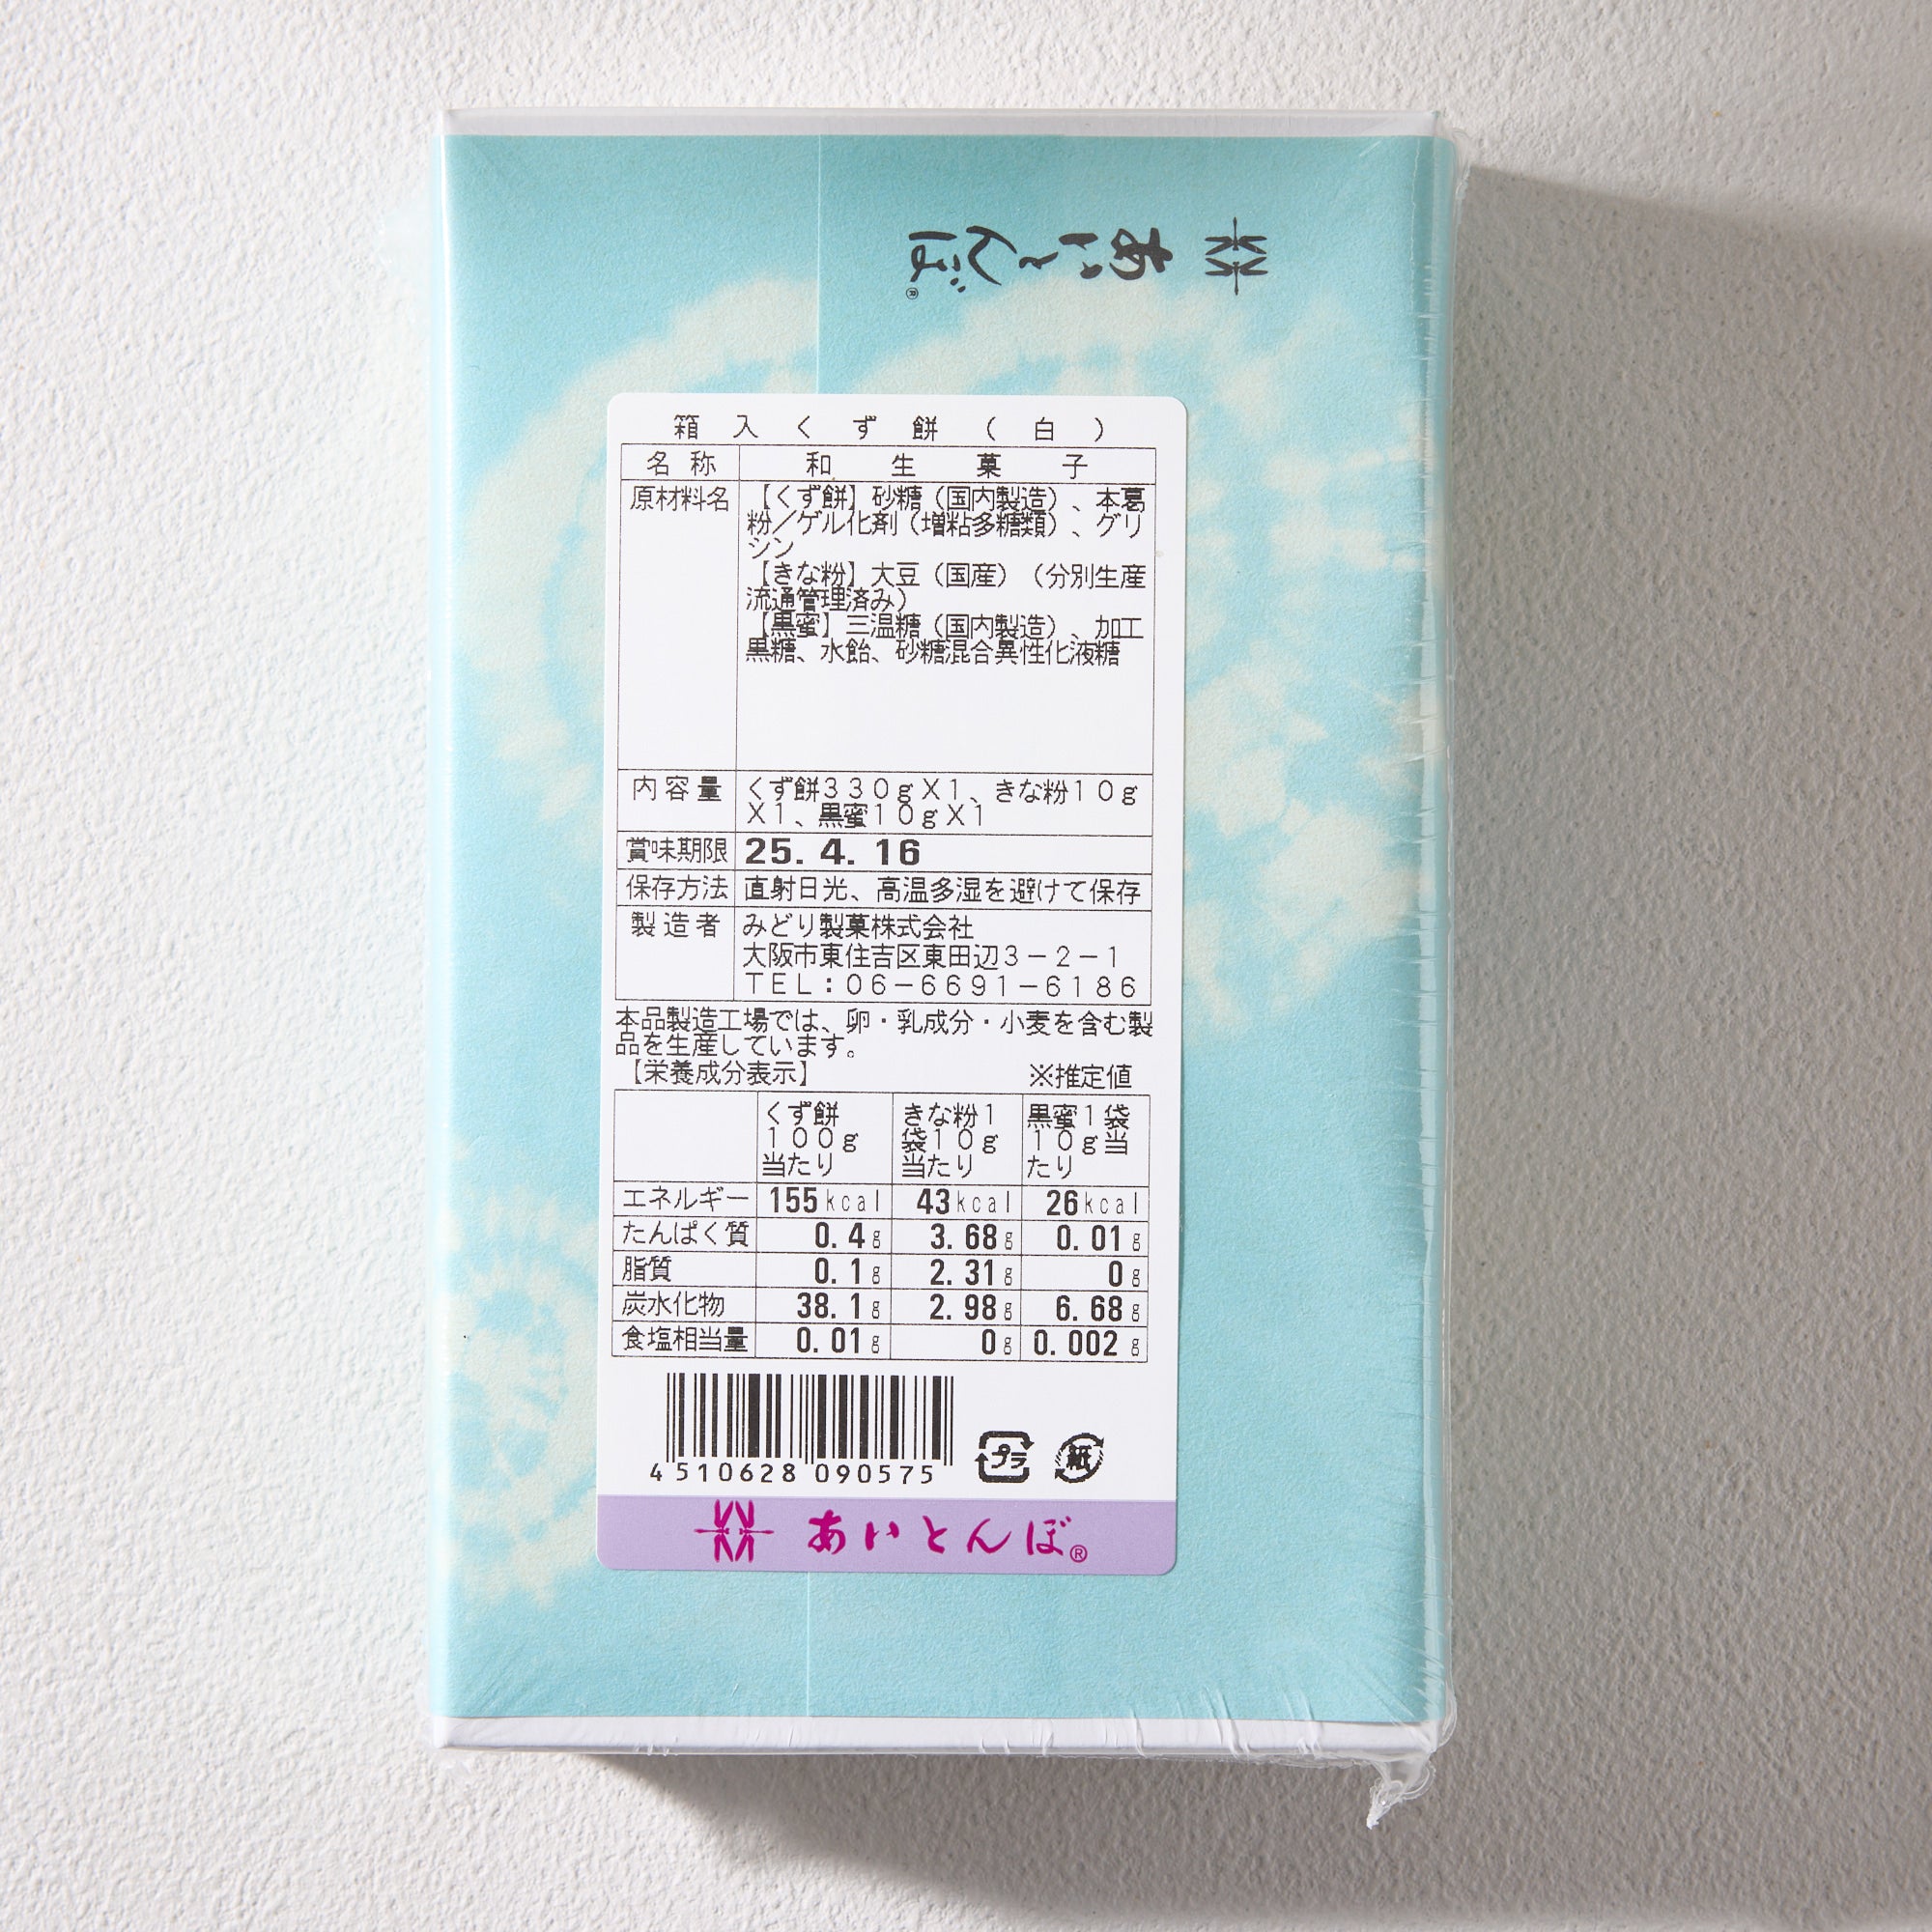 あいとんぼ®
箱入くず餅(白)
名称 和生菓子
原材料名 【くず餅】砂糖（国内製造）、本葛
粉／ゲル化剤（増粘多糖類）、グリ
シン
【きな粉】大豆（国産）（分別生産
流通管理済み）
【黒蜜】三温糖（国内製造）、加工
黒糖、水飴、砂糖混合異性化液糖
内容量 くず餅３３０ｇＸ１、きな粉１０ｇ
Ｘ１、黒蜜１０ｇＸ１
賞味期限 25. 4. 16
保存方法 直射日光、高温多湿を避けて保存
製造者 みどり製菓株式会社
大阪市東住吉区東田辺３－２－１
ＴＥＬ：０６－６６９１－６１８６
本品製造工場では、卵・乳成分・小麦を含む製
品を生産しています。
【栄養成分表示】 ※推定値
くず餅 きな粉１ 黒蜜１袋
１００ｇ 袋１０ｇ １０ｇ当
当たり 当たり たり
エネルギー 155kcal 43kcal 26kcal
たんぱく質 0.4g 3.68g 0.01g
脂質 0.1g 2.31g 0g
炭水化物 38.1g 2.98g 6.68g
食塩相当量 0.01g 0g 0.002g
4 510628 090575 プラ 紙
あいとんぼ®